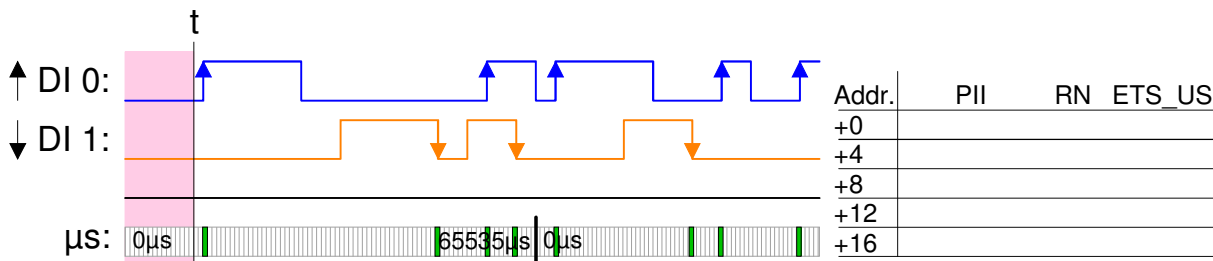 t
DI 0:
DI 1:
μs: 0μs 65535μs 0μs
Addr. PII RN ETS_US
+0
+4
+8
+12
+16